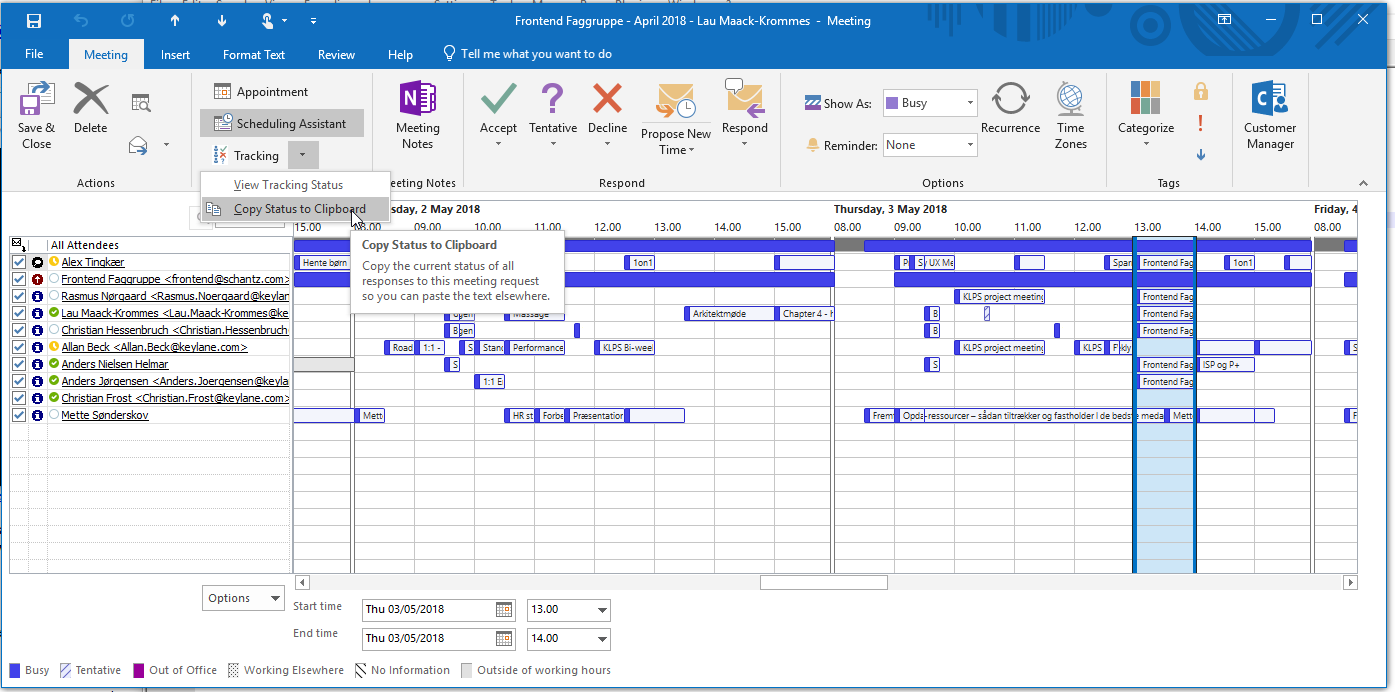 Frontend Faggruppe - April 2018 - Lau Maack-Krommes - Meeting
File Meeting Insert Format Text Review Help Tell me what you want to do
Save & Close
Delete
Actions
Appointment
Scheduling Assistant
Tracking
View Tracking Status
Copy Status to Clipboard
Meeting Notes
eeting Notes
Accept
Tentative
Decline
Propose New Time
Respond
Respond
Show As: Busy
Reminder: None
Recurrence
Time Zones
Options
Categorize
Tags
Customer Manager
sday, 2 May 2018
Thursday, 3 May 2018
Friday, 4
15.00 08.00 09.00 10.00 11.00 12.00 13.00 14.00 15.00 08.00 09.00 10.00 11.00 12.00 13.00 14.00 15.00 08.00
Copy Status to Clipboard
Copy the current status of all
responses to this meeting request
so you can paste the text elsewhere.
All Attendees
Alex Tingkær
Hente børn 1on1 Sy UX Me Span Frontend Fag 1on1
Frontend Faggruppe <frontend@schantz.com>
Rasmus Nørgaard <Rasmus.Noergaard@keylane
KLPS project meeting Frontend Fag
Lau Maack-Krommes <Lau.Maack-Krommes@ke
Massage Arkitektmøde Chapter 4 - B Frontend Fag
Christian Hessenbruch <Christian.Hessenbruch
B Frontend Fag
Allan Beck <Allan.Beck@keylane.com>
Road 1:1 - S Stand Performance KLPS Bi-week KLPS project meeting KLPS S
Anders Nielsen Helmar
S S Frontend Fag ISP og P+
Anders Jørgensen <Anders.Joergensen@keylane
1:1 E Frontend Fag
Christian Frost <Christian.Frost@keylane.com>
Mette Sønderskov
Mett HR st Forbe Præsentation Frem Opda-ressourcer – sådan tiltrækker og fastholder I de bedste meda Mett F
Options
Start time Thu 03/05/2018 13.00
End time Thu 03/05/2018 14.00
Busy Tentative Out of Office Working Elsewhere No Information Outside of working hours